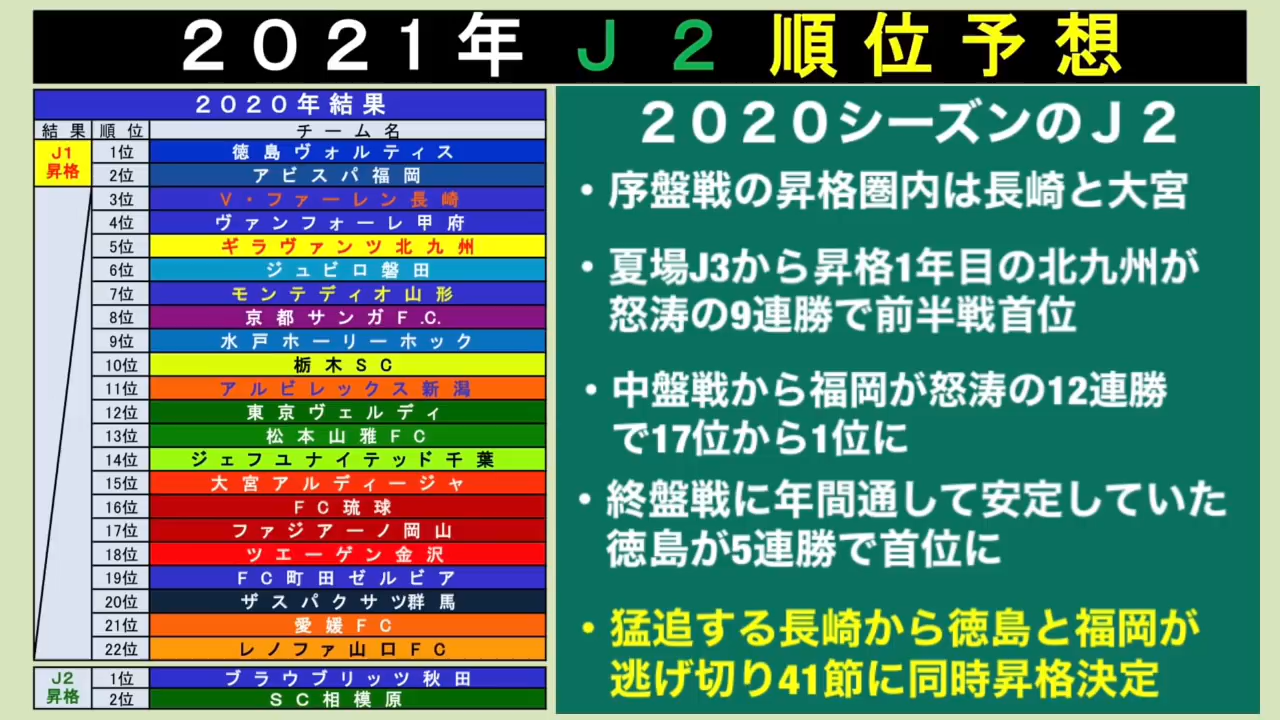 ２０２１年 Ｊ２ 順位予想
２０２０年結果
結果 順位 チーム名
J1
昇格
1位 徳島ヴォルティス
2位 アビスパ福岡
3位 Ｖ・ファーレン長崎
4位 ヴァンフォーレ甲府
5位 ギラヴァンツ北九州
6位 ジュビロ磐田
7位 モンテディオ山形
8位 京都サンガF.C.
9位 水戸ホーリーホック
10位 栃木ＳＣ
11位 アルビレックス新潟
12位 東京ヴェルディ
13位 松本山雅ＦＣ
14位 ジェフユナイテッド千葉
15位 大宮アルディージャ
16位 ＦＣ琉球
17位 ファジアーノ岡山
18位 ツエーゲン金沢
19位 ＦＣ町田ゼルビア
20位 ザスパクサツ群馬
21位 愛媛ＦＣ
22位 レノファ山口ＦＣ
J2
昇格
1位 ブラウブリッツ秋田
2位 ＳＣ相模原
２０２０シーズンのＪ２
・序盤戦の昇格圏内は長崎と大宮
・夏場J3から昇格1年目の北九州が
怒涛の9連勝で前半戦首位
・中盤戦から福岡が怒涛の12連勝
で17位から1位に
・終盤戦に年間通して安定していた
徳島が5連勝で首位に
・猛追する長崎から徳島と福岡が
逃げ切り41節に同時昇格決定